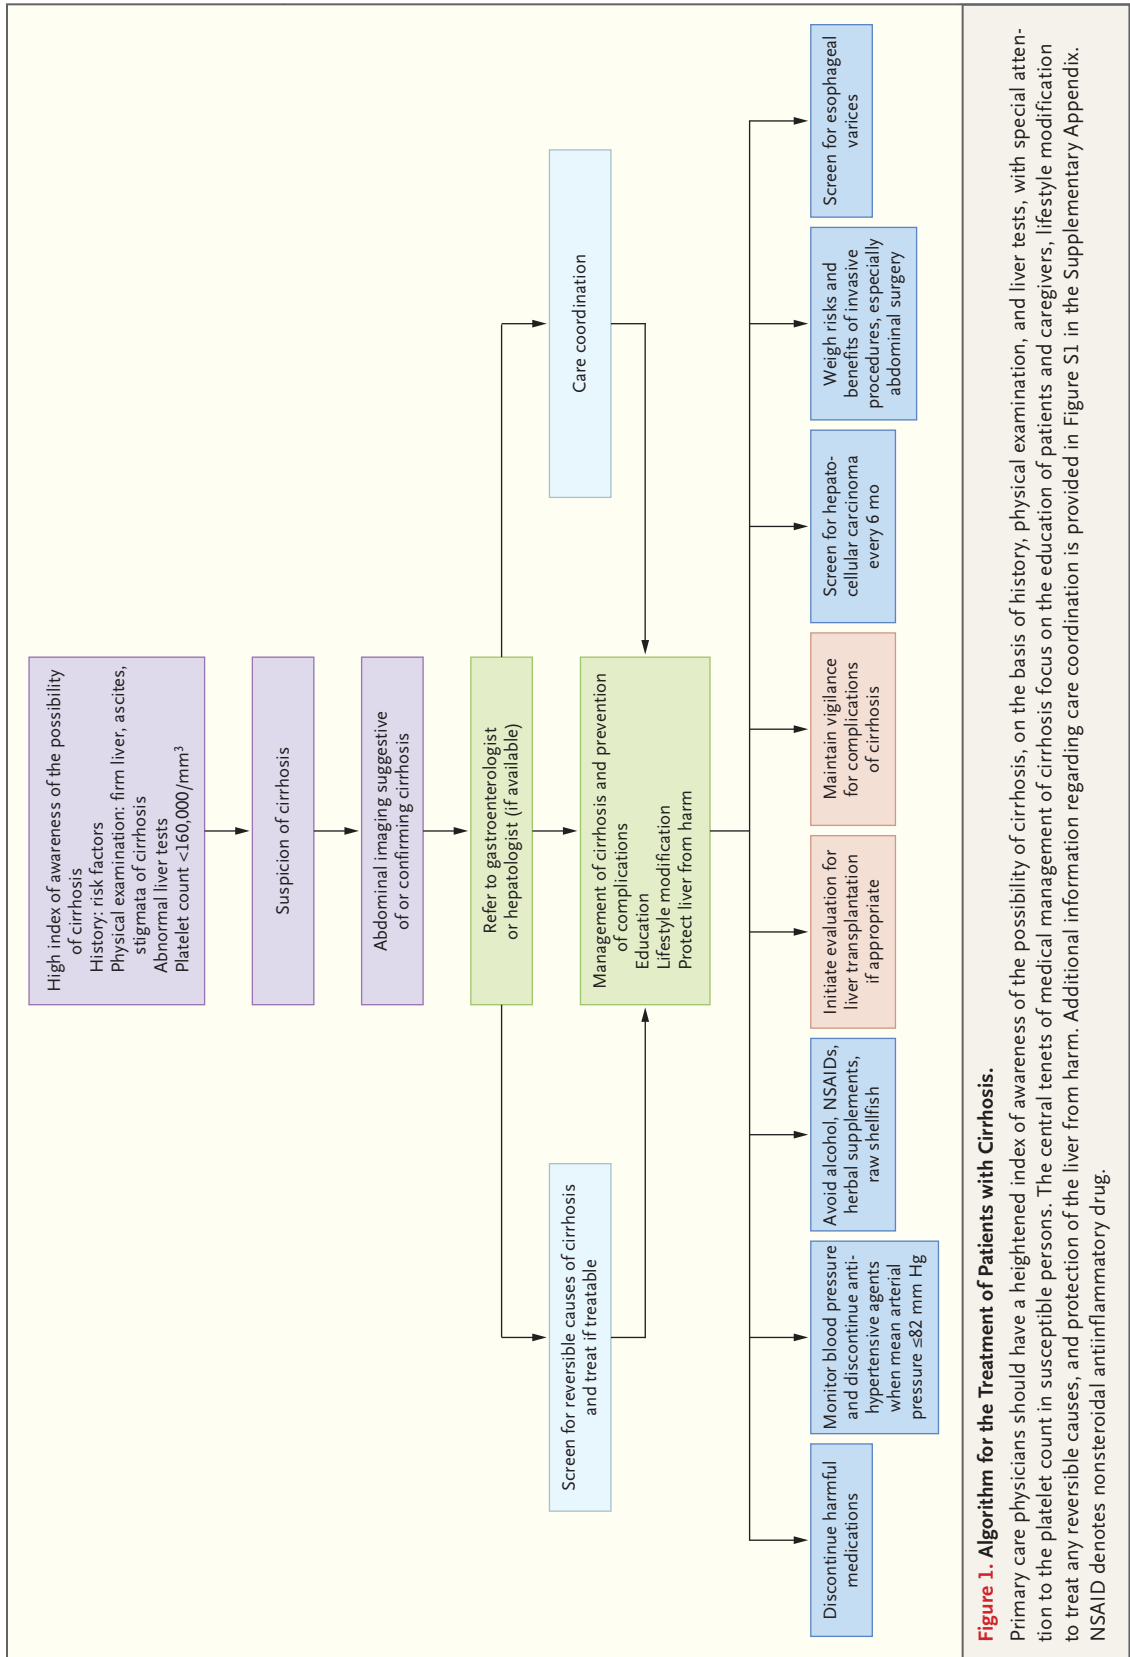 High index of awareness of the possibility
of cirrhosis
History: risk factors
Physical examination: firm liver, ascites,
stigmata of cirrhosis
Abnormal liver tests
Platelet count <160,000/mm³
Suspicion of cirrhosis
Abdominal imaging suggestive
of or confirming cirrhosis
Refer to gastroenterologist
or hepatologist (if available)
Screen for reversible causes of cirrhosis
and treat if treatable
Care coordination
Management of cirrhosis and prevention
of complications
Education
Lifestyle modification
Protect liver from harm
Discontinue harmful
medications
Monitor blood pressure
and discontinue anti-
hypertensive agents
when mean arterial
pressure ≤82 mm Hg
Avoid alcohol, NSAIDs,
herbal supplements,
raw shellfish
Initiate evaluation for
liver transplantation
if appropriate
Maintain vigilance
for complications
of cirrhosis
Screen for hepato-
cellular carcinoma
every 6 mo
Weigh risks and
benefits of invasive
procedures, especially
abdominal surgery
Screen for esophageal
varices
Figure 1. Algorithm for the Treatment of Patients with Cirrhosis.
Primary care physicians should have a heightened index of awareness of the possibility of cirrhosis, on the basis of history, physical examination, and liver tests, with special atten-
tion to the platelet count in susceptible persons. The central tenets of medical management of cirrhosis focus on the education of patients and caregivers, lifestyle modification
to treat any reversible causes, and protection of the liver from harm. Additional information regarding care coordination is provided in Figure S1 in the Supplementary Appendix.
NSAID denotes nonsteroidal antiinflammatory drug.